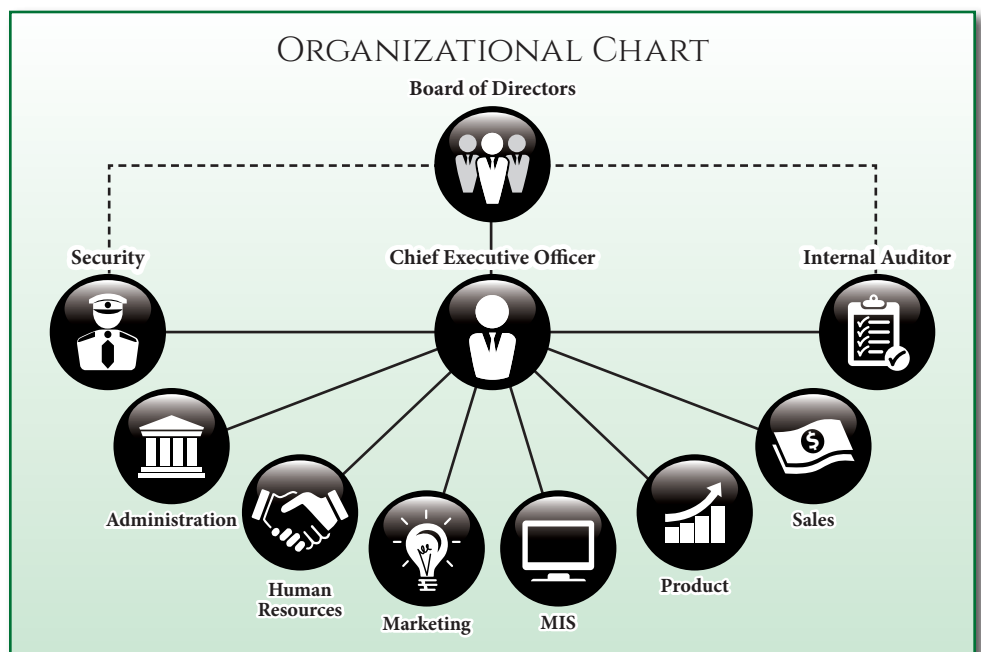 ORGANIZATIONAL CHART
Board of Directors
Security
Chief Executive Officer
Internal Auditor
$
Administration
Sales
Human
Resources
Product
Marketing
MIS